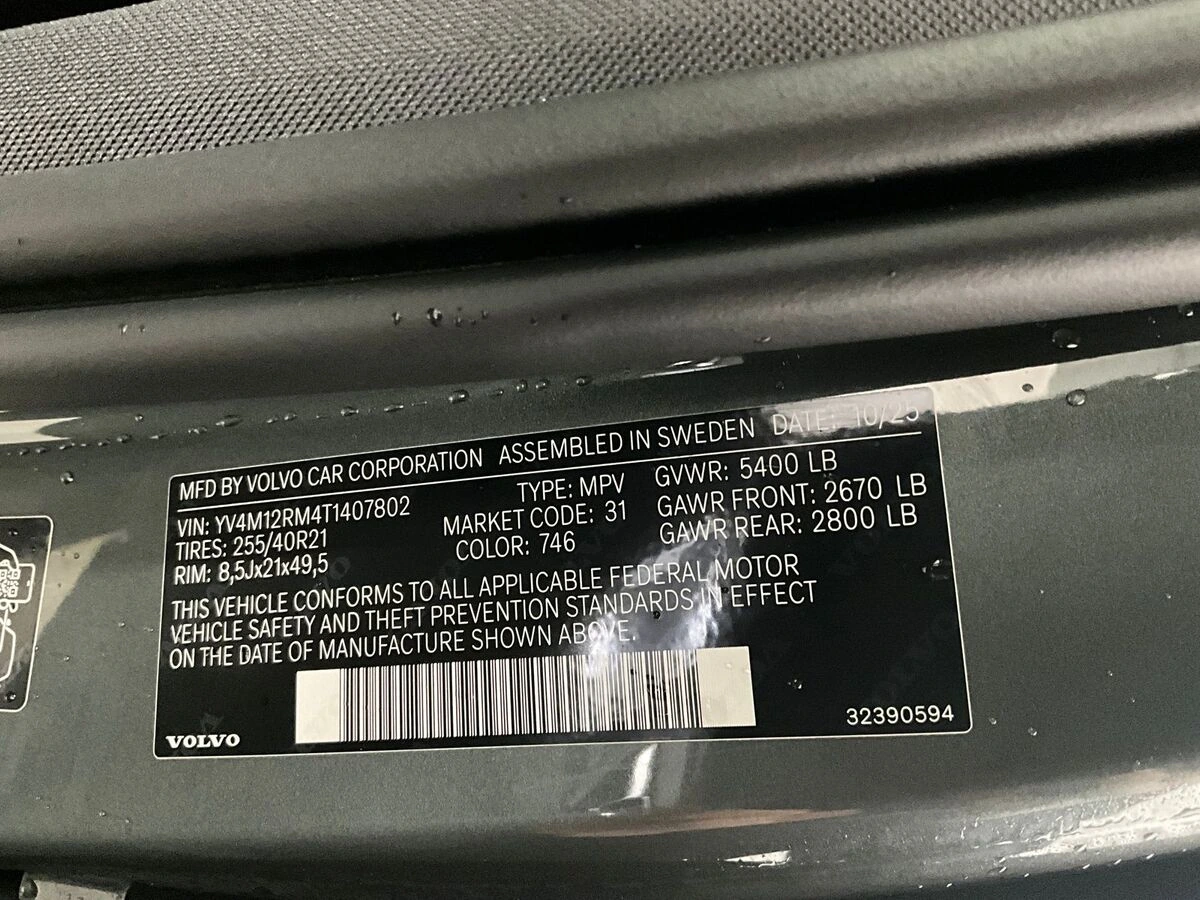 MFD BY VOLVO CAR CORPORATION ASSEMBLED IN SWEDEN DATE: 10/25
VIN: YV4M12RM4T1407802 TYPE: MPV GVWR: 5400 LB
TIRES: 255/40R21 MARKET CODE: 31 GAWR FRONT: 2670 LB
RIM: 8,5Jx21x49,5 COLOR: 746 GAWR REAR: 2800 LB
THIS VEHICLE CONFORMS TO ALL APPLICABLE FEDERAL MOTOR
VEHICLE SAFETY AND THEFT PREVENTION STANDARDS IN EFFECT
ON THE DATE OF MANUFACTURE SHOWN ABOVE.
VOLVO 32390594